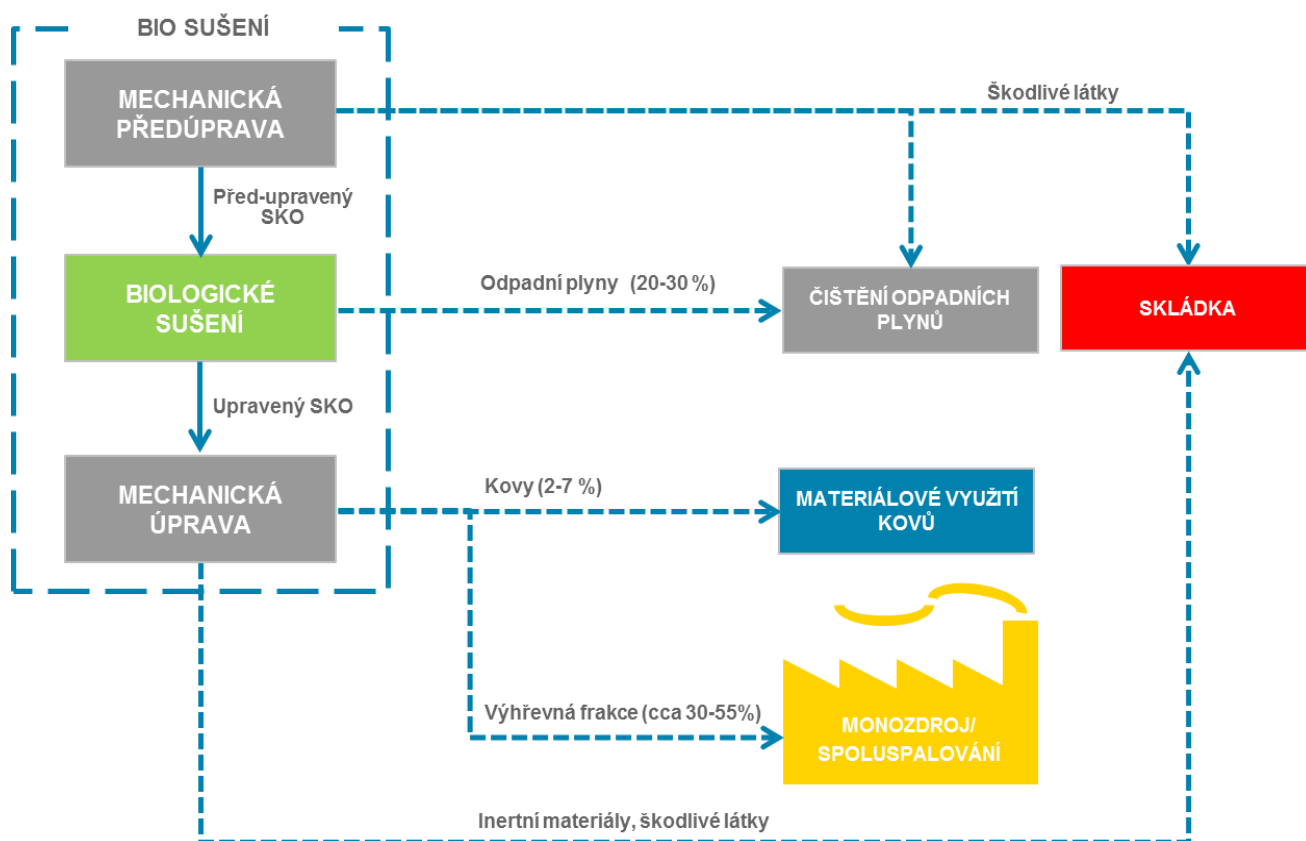 BIO SUŠENÍ
MECHANICKÁ
PŘEDÚPRAVA
Škodlivé látky
Před-upravený
SKO
BIOLOGICKÉ
SUŠENÍ
Odpadní plyny (20-30 %)
ČIŠTĚNÍ ODPADNÍCH
PLYNŮ
SKLÁDKA
Upravený SKO
MECHANICKÁ
ÚPRAVA
Kovy (2-7 %)
MATERIÁLOVÉ VYUŽITÍ
KOVŮ
Výhřevná frakce (cca 30-55%)
MONOZDROJ/
SPOLUSPALOVÁNÍ
Inertní materiály, škodlivé látky